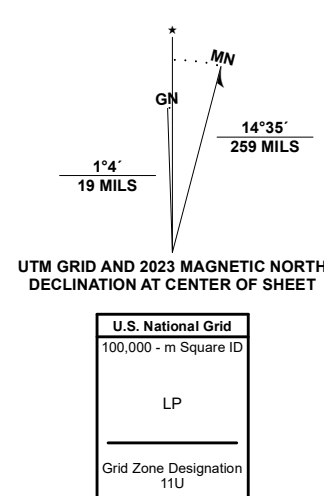 ★
MN
GN
14°35´
259 MILS
1°4´
19 MILS
UTM GRID AND 2023 MAGNETIC NORTH
DECLINATION AT CENTER OF SHEET
U.S. National Grid
100,000 - m Square ID
LP
Grid Zone Designation
11U